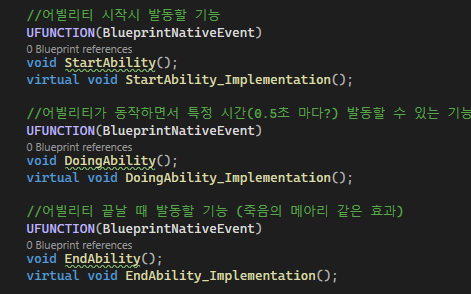 //어빌리티 시작시 발동할 기능
UFUNCTION(BlueprintNativeEvent)
0 Blueprint references
void StartAbility();
virtual void StartAbility_Implementation();
//어빌리티가 동작하면서 특정 시간(0.5초 마다?) 발동할 수 있는 기능
UFUNCTION(BlueprintNativeEvent)
0 Blueprint references
void DoingAbility();
virtual void DoingAbility_Implementation();
//어빌리티 끝날 때 발동할 기능 (죽음의 메아리 같은 효과)
UFUNCTION(BlueprintNativeEvent)
0 Blueprint references
void EndAbility();
virtual void EndAbility_Implementation();